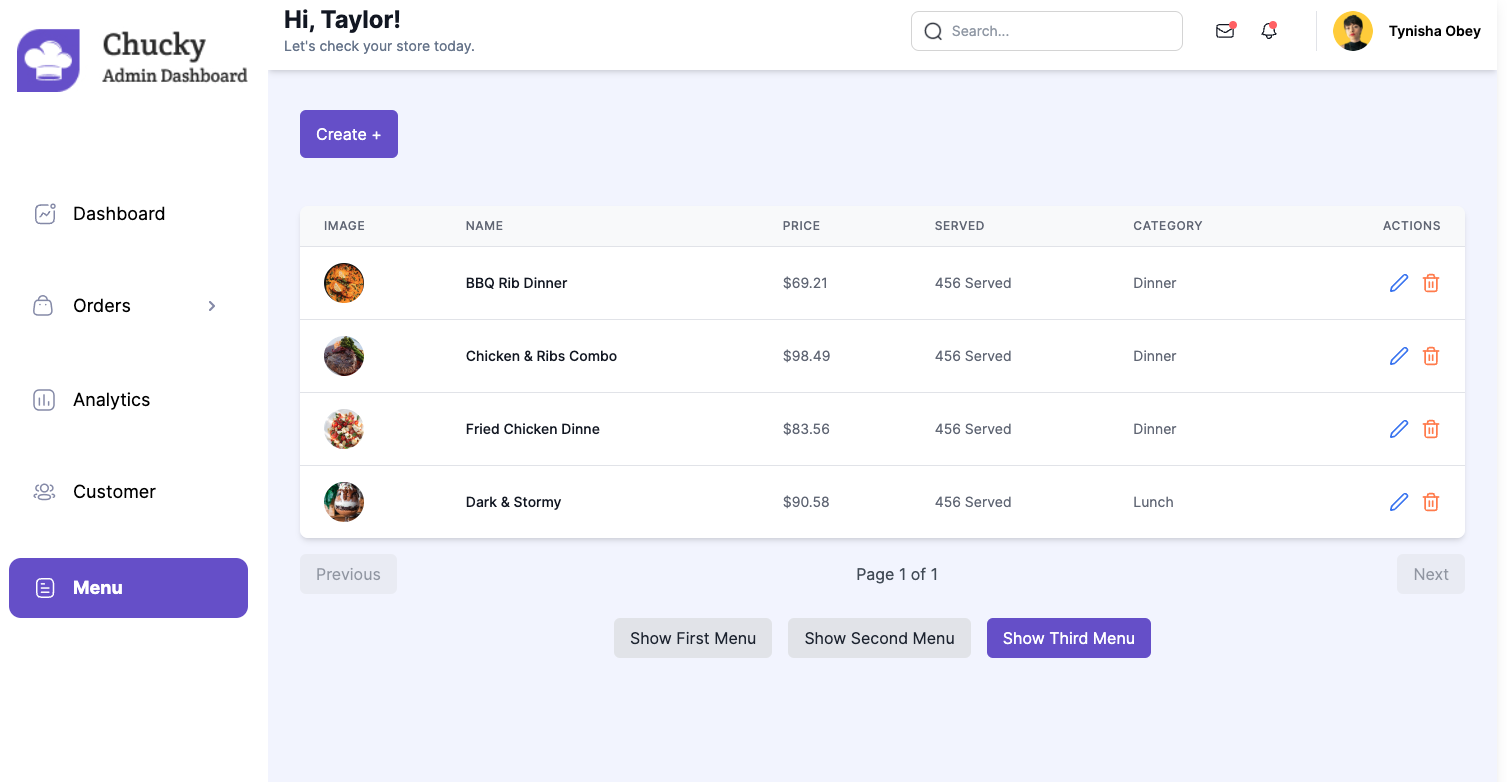 Chucky
Admin Dashboard
Hi, Taylor!
Let's check your store today.
Search...
Tynisha Obey
Dashboard
Orders
Analytics
Customer
Menu
Create +
IMAGE NAME PRICE SERVED CATEGORY ACTIONS
BBQ Rib Dinner $69.21 456 Served Dinner
Chicken & Ribs Combo $98.49 456 Served Dinner
Fried Chicken Dinne $83.56 456 Served Dinner
Dark & Stormy $90.58 456 Served Lunch
Previous Page 1 of 1 Next
Show First Menu Show Second Menu Show Third Menu